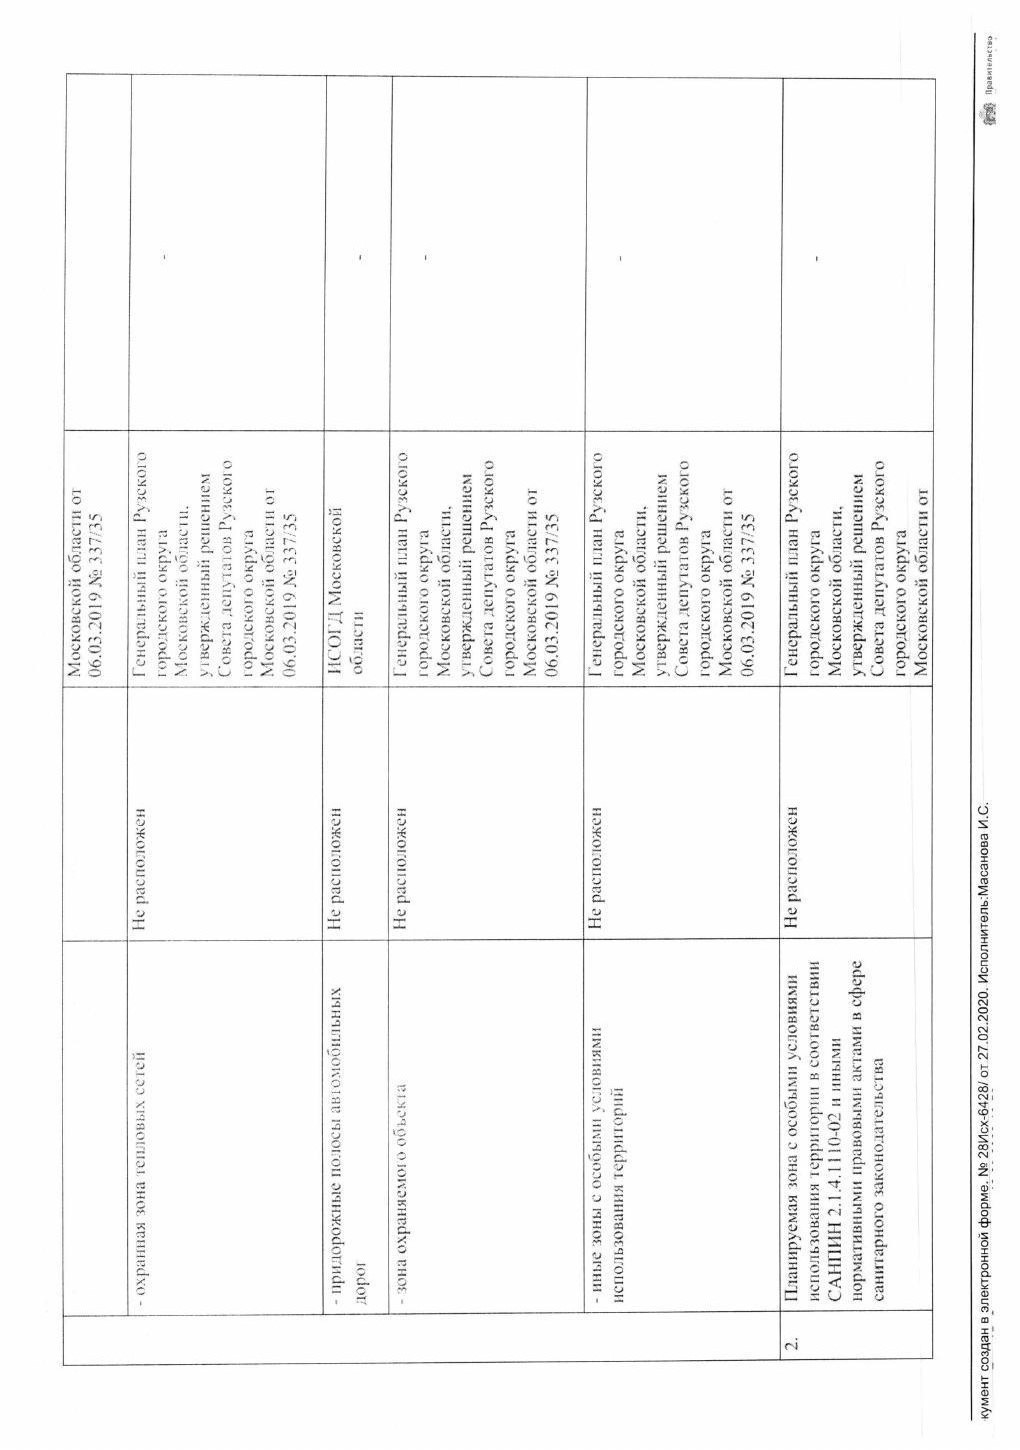 Московской области от
06.03.2019 № 337/35
- охранная зона тепловых сетей
Не расположен
Генеральный план Рузского
городского округа
Московской области,
утвержденный решением
Совета депутатов Рузского
городского округа
Московской области от
06.03.2019 № 337/35
-
- придорожные полосы автомобильных
дорог
Не расположен
ИСОГД Московской
области
-
- зона охраняемого объекта
Не расположен
Генеральный план Рузского
городского округа
Московской области,
утвержденный решением
Совета депутатов Рузского
городского округа
Московской области от
06.03.2019 № 337/35
-
- иные зоны с особыми условиями
использования территорий
Не расположен
Генеральный план Рузского
городского округа
Московской области,
утвержденный решением
Совета депутатов Рузского
городского округа
Московской области от
06.03.2019 № 337/35
-
2.
Планируемая зона с особыми условиями
использования территории в соответствии
САНПИН 2.1.4.1110-02 и иными
нормативными правовыми актами в сфере
санитарного законодательства
Не расположен
Генеральный план Рузского
городского округа
Московской области,
утвержденный решением
Совета депутатов Рузского
городского округа
Московской области от
-
кумент создан в электронной форме. № 28Исх-6428/ от 27.02.2020. Исполнитель:Масанова И.С.
Правительство